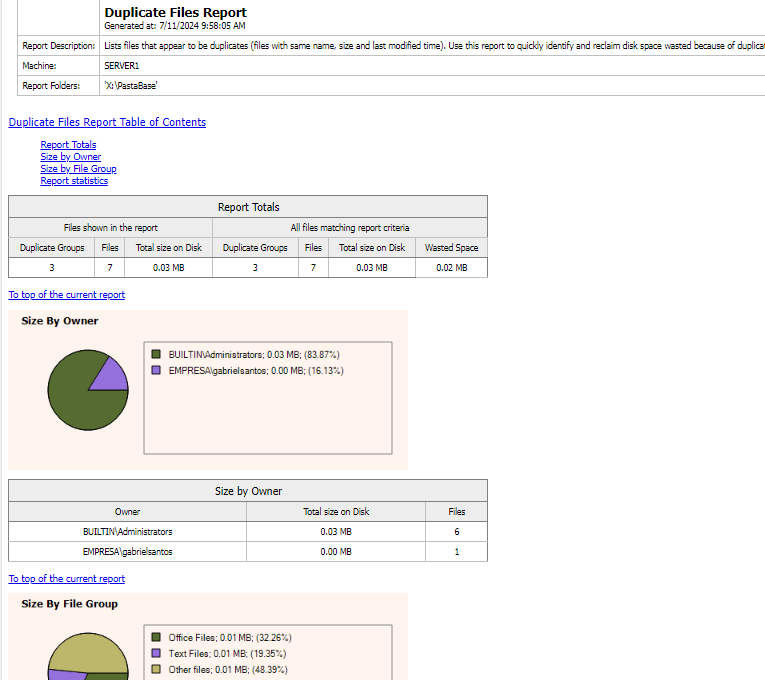 Duplicate Files Report
Generated at: 7/11/2024 9:58:05 AM
Report Description: Lists files that appear to be duplicates (files with same name, size and last modified time). Use this report to quickly identify and reclaim disk space wasted because of
Machine: SERVER1
Report Folders: 'X:\PastaBase'
Duplicate Files Report Table of Contents
Report Totals
Size by Owner
Size by File Group
Report statistics
Report Totals
Files shown in the report All files matching report criteria
Duplicate Groups Files Total size on Disk Duplicate Groups Files Total size on Disk Wasted Space
3 7 0.03 MB 3 7 0.03 MB 0.02 MB
To top of the current report
Size By Owner
BUILTIN\Administrators; 0.03 MB; (83.87%)
EMPRESA\gabrielsantos; 0.00 MB; (16.13%)
Size by Owner
Owner Total size on Disk Files
BUILTIN\Administrators 0.03 MB 6
EMPRESA\gabrielsantos 0.00 MB 1
To top of the current report
Size By File Group
Office Files; 0.01 MB; (32.26%)
Text Files; 0.01 MB; (19.35%)
Other files; 0.01 MB; (48.39%)